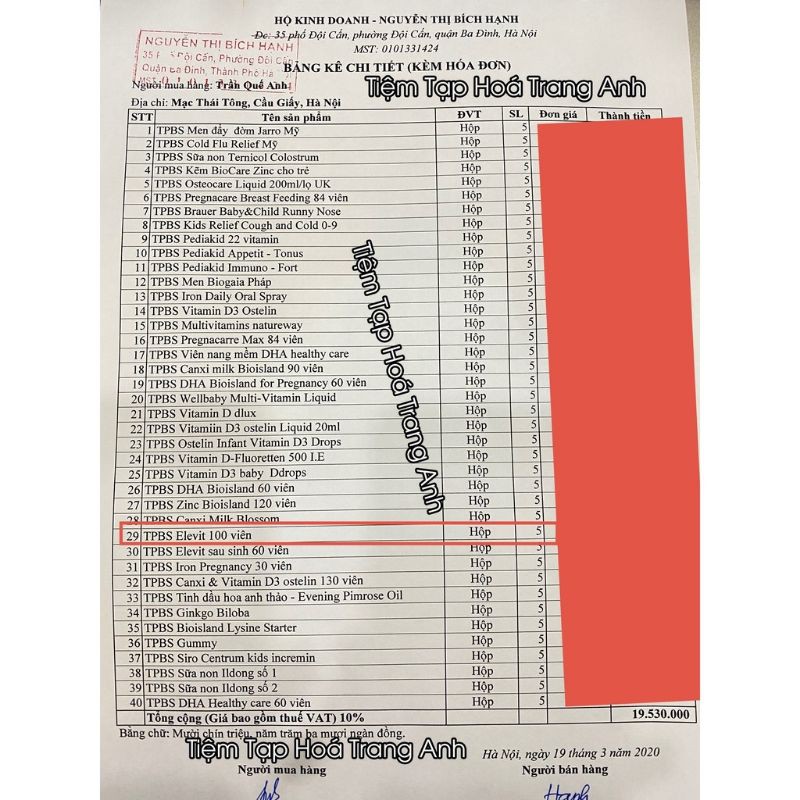 HỘ KINH DOANH - NGUYỄN THỊ BÍCH HẠNH
Đc: 35 phố Đội Cấn, phường Đội Cấn, quận Ba Đình, Hà Nội
MST: 0101331424
NGUYỄN THỊ BÍCH HẠNH
35 Đội Cấn, Phường Đội Cấn
Quận Ba Đình, Thành Phố Hà
BẢNG KÊ CHI TIẾT (KÈM HÓA ĐƠN)
Tiệm Tạp Hoá Trang Anh
Người mua hàng: Trần Quế Anh
Địa chỉ: Mạc Thái Tông, Cầu Giấy, Hà Nội
STT Tên sản phẩm ĐVT SL Đơn giá Thành tiền
1 TPBS Men dầy đờm Jarro Mỹ Hộp 5
2 TPBS Cold Flu Relief Mỹ Hộp 5
3 TPBS Sữa non Ternicol Colostrum Hộp 5
4 TPBS Kẽm BioCare Zinc cho trẻ Hộp 5
5 TPBS Osteocare Liquid 200ml/lọ UK Hộp 5
6 TPBS Pregnacare Breast Feeding 84 viên Hộp 5
7 TPBS Brauer Baby&Child Runny Nose Hộp 5
8 TPBS Kids Relief Cough and Cold 0-9 Hộp 5
9 TPBS Pediakid 22 vitamin Hộp 5
10 TPBS Pediakid Appetit - Tonus Hộp 5
11 TPBS Pediakid Immuno - Fort Hộp 5
12 TPBS Men Biogaia Pháp Hộp 5
13 TPBS Iron Daily Oral Spray Hộp 5
14 TPBS Vitamin D3 Ostelin Hộp 5
15 TPBS Multivitamins natureway Hộp 5
16 TPBS Pregnacarre Max 84 viên Hộp 5
17 TPBS Viên nang mềm DHA healthy care Hộp 5
18 TPBS Canxi milk Bioisland 90 viên Hộp 5
19 TPBS DHA Bioisland for Pregnancy 60 viên Hộp 5
20 TPBS Wellbaby Multi-Vitamin Liquid Hộp 5
21 TPBS Vitamin D dlux Hộp 5
22 TPBS Vitamiin D3 ostelin Liquid 20ml Hộp 5
23 TPBS Ostelin Infant Vitamin D3 Drops Hộp 5
24 TPBS Vitamin D-Fluoretten 500 I.E Hộp 5
25 TPBS Vitamin D3 baby Ddrops Hộp 5
26 TPBS DHA Bioisland 60 viên Hộp 5
27 TPBS Zinc Bioisland 120 viên Hộp 5
28 TPBS Canxi Milk Blossom Hộp 5
29 TPBS Elevit 100 viên Hộp 5
30 TPBS Elevit sau sinh 60 viên Hộp 5
31 TPBS Iron Pregnancy 30 viên Hộp 5
32 TPBS Canxi & Vitamin D3 ostelin 130 viên Hộp 5
33 TPBS Tinh dầu hoa anh thảo - Evening Pimrose Oil Hộp 5
34 TPBS Ginkgo Biloba Hộp 5
35 TPBS Bioisland Lysine Starter Hộp 5
36 TPBS Gummy Hộp 5
37 TPBS Siro Centrum kids incremin Hộp 5
38 TPBS Sữa non Ildong số 1 Hộp 5
39 TPBS Sữa non Ildong số 2 Hộp 5
40 TPBS DHA Healthy care 60 viên Hộp 5
Tiệm Tạp Hoá Trang Anh
Tổng cộng (Giá bao gồm thuế VAT) 10% 19.530.000
Bằng chữ: Mười chín triệu, năm trăm ba mươi ngàn đồng.
Tiệm Tạp Hoá Trang Anh
Hà Nội, ngày 19 tháng 3 năm 2020
Người mua hàng Người bán hàng
Hạnh